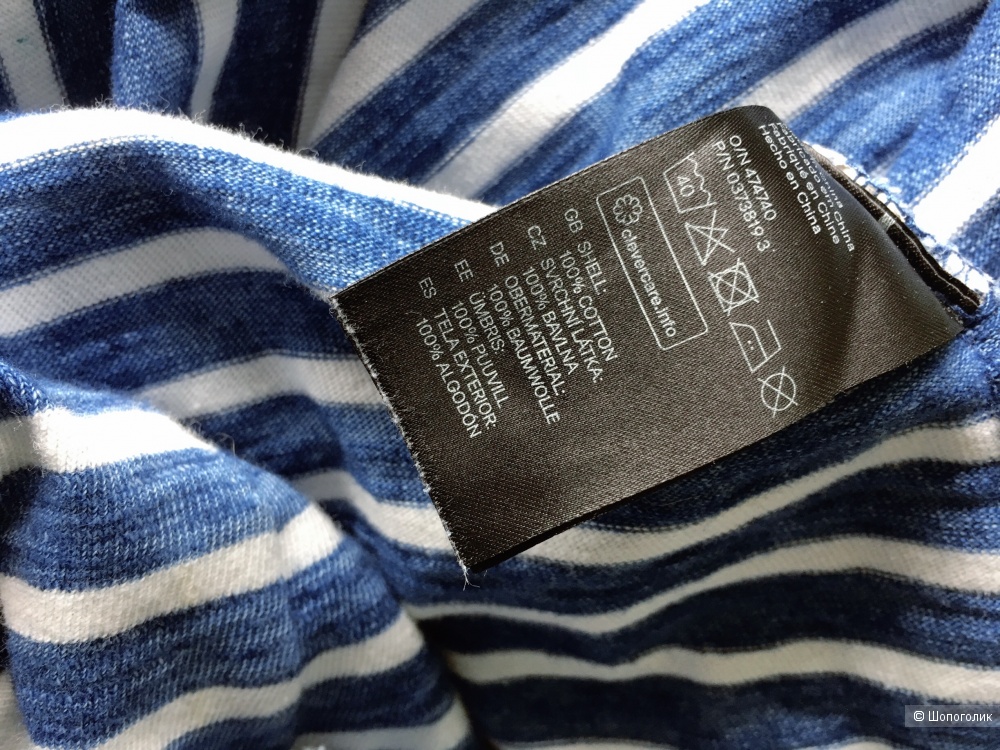 Fabriqué en Chine
Hecho en China
O/N 474740
P/N 0373819.3
40
clevercare.info
GB SHELL:
100% COTTON
CZ SVRCHNI LÁTKA:
100% BAVLNA
DE OBERMATERIAL:
100% BAUMWOLLE
EE ÜMBRIS:
100% PUUVILL
ES TELA EXTERIOR:
100% ALGODÓN
© Шопоголик